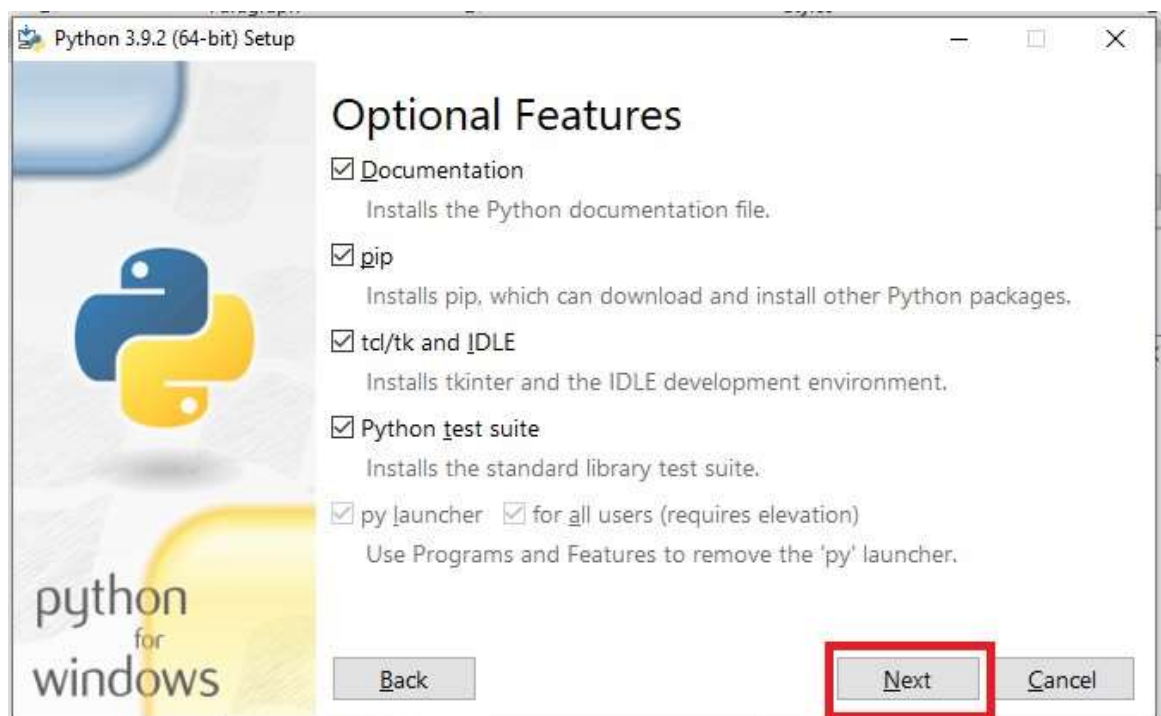 Python 3.9.2 (64-bit) Setup
Optional Features
Documentation
Installs the Python documentation file.
pip
Installs pip, which can download and install other Python packages.
tcl/tk and IDLE
Installs tkinter and the IDLE development environment.
Python test suite
Installs the standard library test suite.
py launcher for all users (requires elevation)
Use Programs and Features to remove the 'py' launcher.
python
for
windows
Back Next Cancel